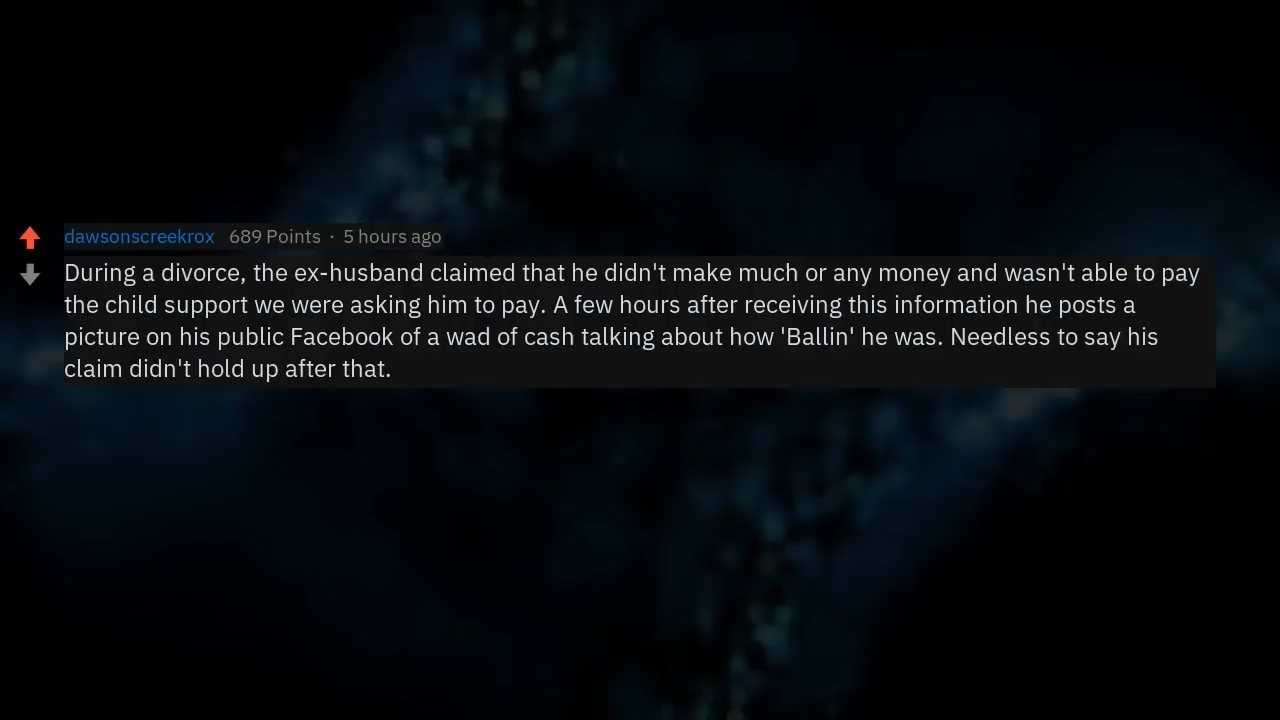 dawsonscreekrox 689 Points · 5 hours ago
During a divorce, the ex-husband claimed that he didn't make much or any money and wasn't able to pay
the child support we were asking him to pay. A few hours after receiving this information he posts a
picture on his public Facebook of a wad of cash talking about how 'Ballin' he was. Needless to say his
claim didn't hold up after that.